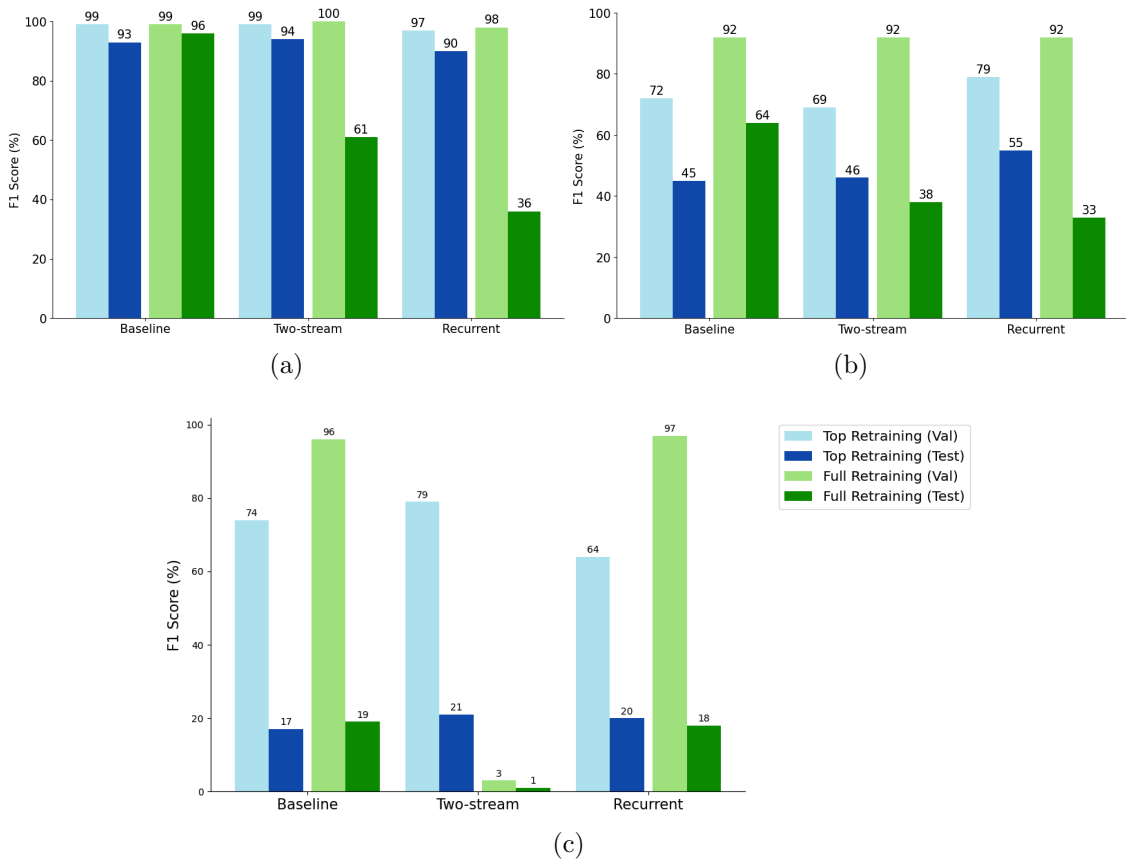 99 93 99 96 99 94 100 61 97 90 98 36
F1 Score (%)
100
80
60
40
20
0
Baseline Two-stream Recurrent
(a)
72 45 92 64 69 46 92 38 79 55 92 33
F1 Score (%)
100
80
60
40
20
0
Baseline Two-stream Recurrent
(b)
74 17 96 19 79 21 3 1 64 20 97 18
F1 Score (%)
100
80
60
40
20
0
Baseline Two-stream Recurrent
Top Retraining (Val)
Top Retraining (Test)
Full Retraining (Val)
Full Retraining (Test)
(c)